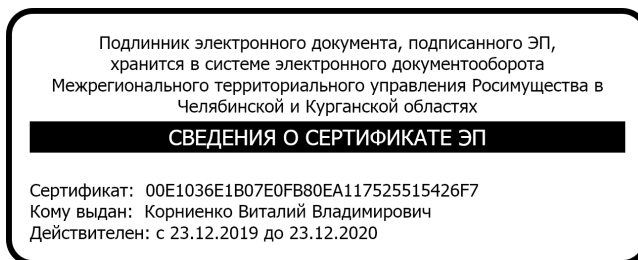 Подлинник электронного документа, подписанного ЭП,
хранится в системе электронного документооборота
Межрегионального территориального управления Росимущества в
Челябинской и Курганской областях
СВЕДЕНИЯ О СЕРТИФИКАТЕ ЭП
Сертификат: 00E1036E1B07E0FB80EA117525515426F7
Кому выдан: Корниенко Виталий Владимирович
Действителен: с 23.12.2019 до 23.12.2020